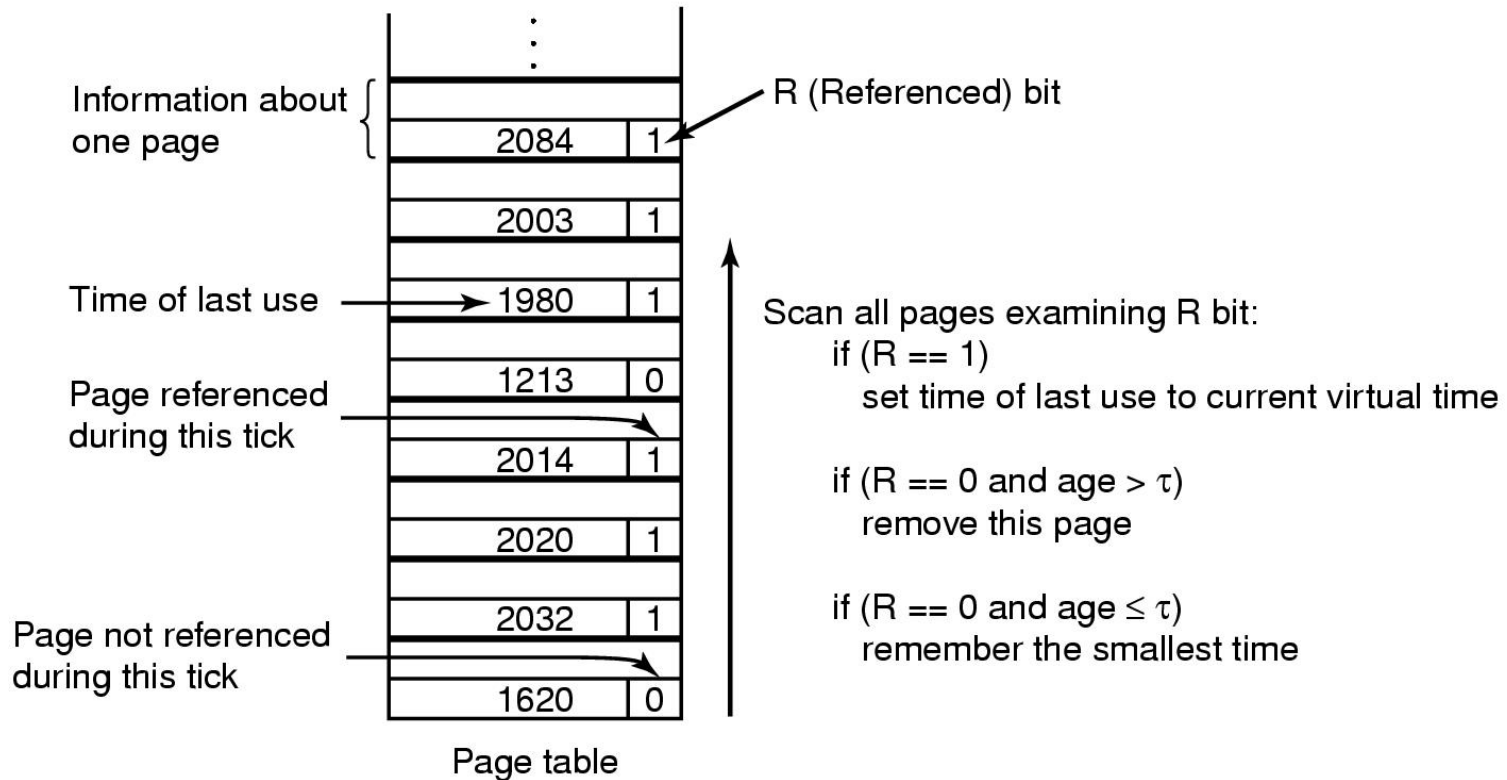 Information about
one page
R (Referenced) bit
2084 1
2003 1
Time of last use
1980 1
1213 0
Page referenced
during this tick
2014 1
2020 1
2032 1
Page not referenced
during this tick
1620 0
Page table
Scan all pages examining R bit:
if (R == 1)
set time of last use to current virtual time
if (R == 0 and age > τ)
remove this page
if (R == 0 and age ≤ τ)
remember the smallest time